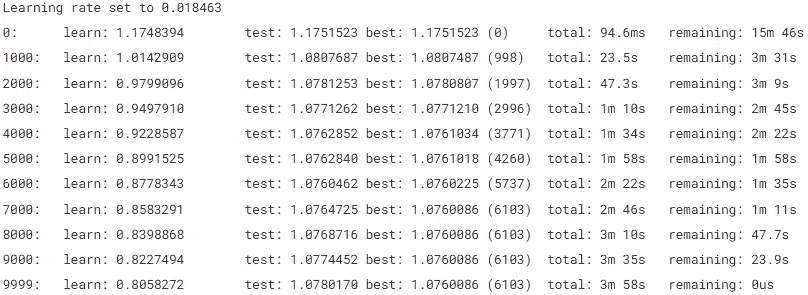 Learning rate set to 0.018463
0: learn: 1.1748394 test: 1.1751523 best: 1.1751523 (0) total: 94.6ms remaining: 15m 46s
1000: learn: 1.0142909 test: 1.0807687 best: 1.0807487 (998) total: 23.5s remaining: 3m 31s
2000: learn: 0.9799096 test: 1.0781253 best: 1.0780807 (1997) total: 47.3s remaining: 3m 9s
3000: learn: 0.9497910 test: 1.0771262 best: 1.0771210 (2996) total: 1m 10s remaining: 2m 45s
4000: learn: 0.9228587 test: 1.0762852 best: 1.0761034 (3771) total: 1m 34s remaining: 2m 22s
5000: learn: 0.8991525 test: 1.0762840 best: 1.0761018 (4260) total: 1m 58s remaining: 1m 58s
6000: learn: 0.8778343 test: 1.0760462 best: 1.0760225 (5737) total: 2m 22s remaining: 1m 35s
7000: learn: 0.8583291 test: 1.0764725 best: 1.0760086 (6103) total: 2m 46s remaining: 1m 11s
8000: learn: 0.8398868 test: 1.0768716 best: 1.0760086 (6103) total: 3m 10s remaining: 47.7s
9000: learn: 0.8227494 test: 1.0774452 best: 1.0760086 (6103) total: 3m 35s remaining: 23.9s
9999: learn: 0.8058272 test: 1.0780170 best: 1.0760086 (6103) total: 3m 58s remaining: 0us